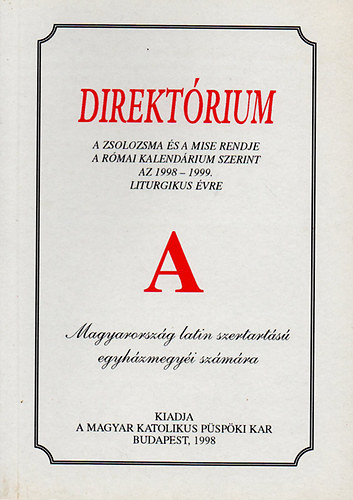 DIREKTÓRIUM
A ZSOLOZSMA ÉS A MISE RENDJE
A RÓMAI KALENDÁRIUM SZERINT
AZ 1998 – 1999.
LITURGIKUS ÉVRE
A
Magyarország latin szertartású
egyházmegyéi számára
KIADJA
A MAGYAR KATOLIKUS PÜSPÖKI KAR
BUDAPEST, 1998